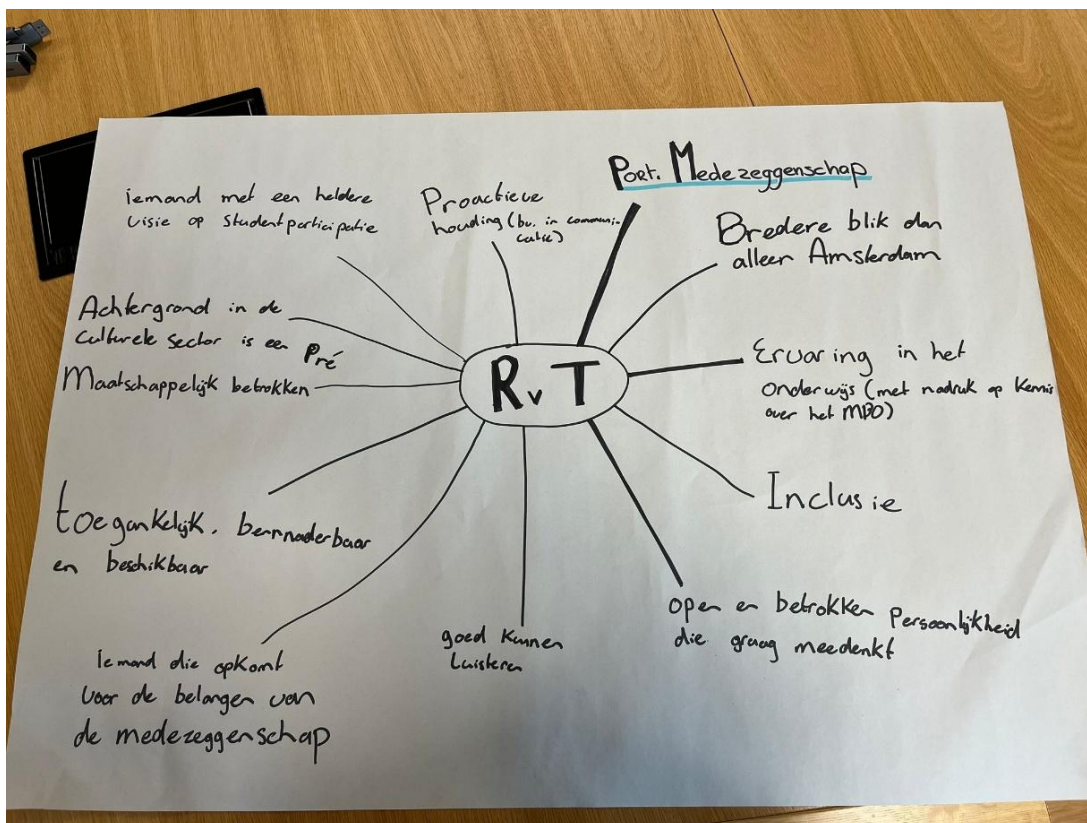 Port. Medezeggenschap
iemand met een heldere
visie op studentparticipatie
Proactieve
houding (bv. in communi-
catie)
Bredere blik dan
alleen Amsterdam
Achtergrond in de
culturele sector is een Pré
Maatschappelijk betrokken
RvT
Ervaring in het
onderwijs (met nadruk op kennis
over het MBO)
Inclusie
toegankelijk, bennaderbaar
en beschikbaar
open en betrokken persoonlijkheid
die graag meedenkt
goed kunnen
luisteren
iemand die opkomt
voor de belangen van
de medezeggenschap